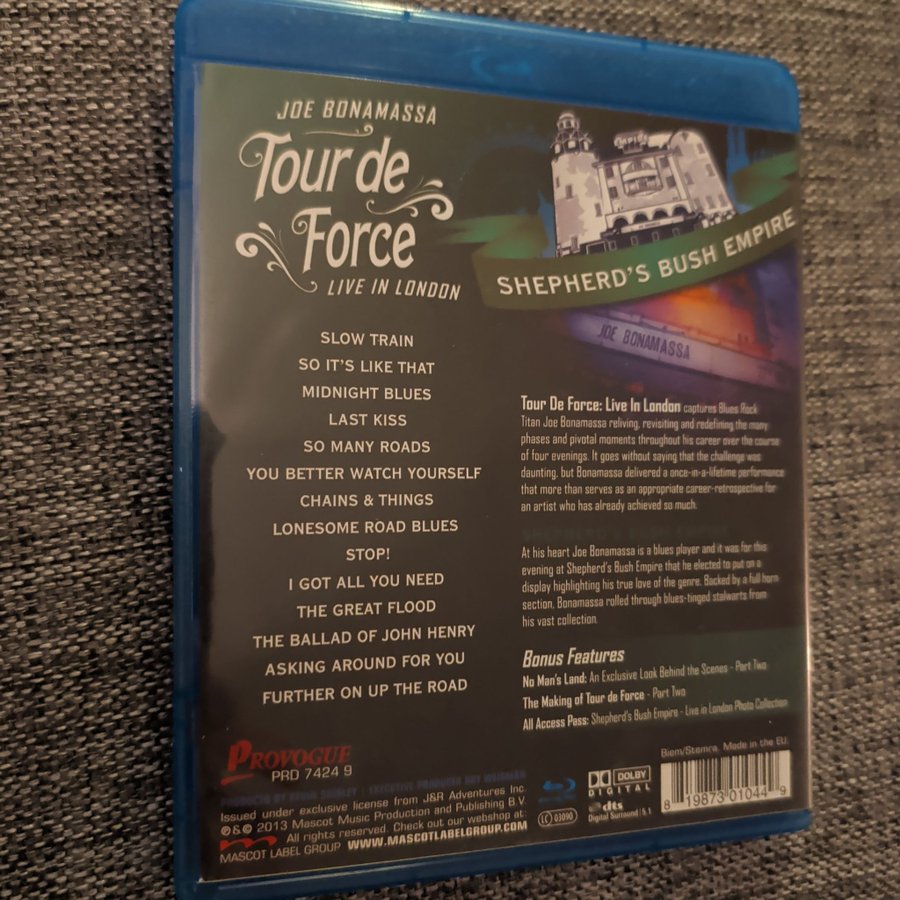 JOE BONAMASSA
Tour de
Force
LIVE IN LONDON
SHEPHERD'S BUSH EMPIRE
JOE BONAMASSA
SLOW TRAIN
SO IT'S LIKE THAT
MIDNIGHT BLUES
LAST KISS
SO MANY ROADS
YOU BETTER WATCH YOURSELF
CHAINS & THINGS
LONESOME ROAD BLUES
STOP!
I GOT ALL YOU NEED
THE GREAT FLOOD
THE BALLAD OF JOHN HENRY
ASKING AROUND FOR YOU
FURTHER ON UP THE ROAD
Tour De Force: Live In London captures Blues Rock
Titan Joe Bonamassa reliving, revisiting and redefining the many
phases and pivotal moments throughout his career over the course
of four evenings. It goes without saying that the challenge was
daunting, but Bonamassa delivered a once-in-a-lifetime performance
that more than serves as an appropriate career-retrospective for
an artist who has already achieved so much.
SHEPHERD'S BUSH EMPIRE
At his heart Joe Bonamassa is a blues player and it was for this
evening at Shepherd's Bush Empire that he elected to put on a
display highlighting his true love of the genre. Backed by a full horn
section, Bonamassa rolled through blues-tinged stalwarts from
his vast collection.
Bonus Features
No Man's Land: An Exclusive Look Behind the Scenes - Part Two
The Making of Tour de Force - Part Two
All Access Pass: Shepherd's Bush Empire - Live in London Photo Collection
PROVOGUE
PRD 7424 9
PRODUCED BY KEVIN SHIRLEY | EXECUTIVE PRODUCER ROY WEISMAN
Issued under exclusive license from J&R Adventures Inc.
℗&© 2013 Mascot Music Production and Publishing B.V.
All rights reserved. Check out our webshop at:
MASCOT LABEL GROUP WWW.MASCOTLABELGROUP.COM
LC 03090
DOLBY
DIGITAL
dts
Digital Surround | 5.1
Biem/Stemra. Made in the EU.
8 19873 01044 9